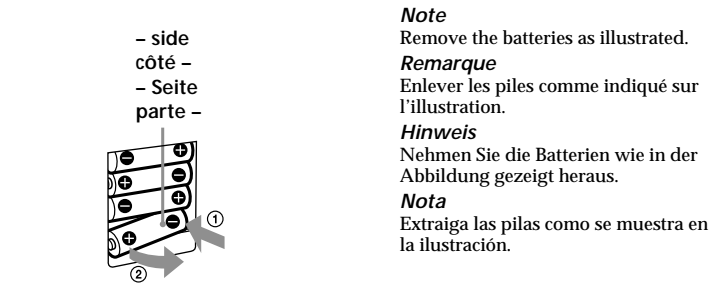 – side
côté –
– Seite
parte –
①
②
Note
Remove the batteries as illustrated.
Remarque
Enlever les piles comme indiqué sur
l’illustration.
Hinweis
Nehmen Sie die Batterien wie in der
Abbildung gezeigt heraus.
Nota
Extraiga las pilas como se muestra en
la ilustración.